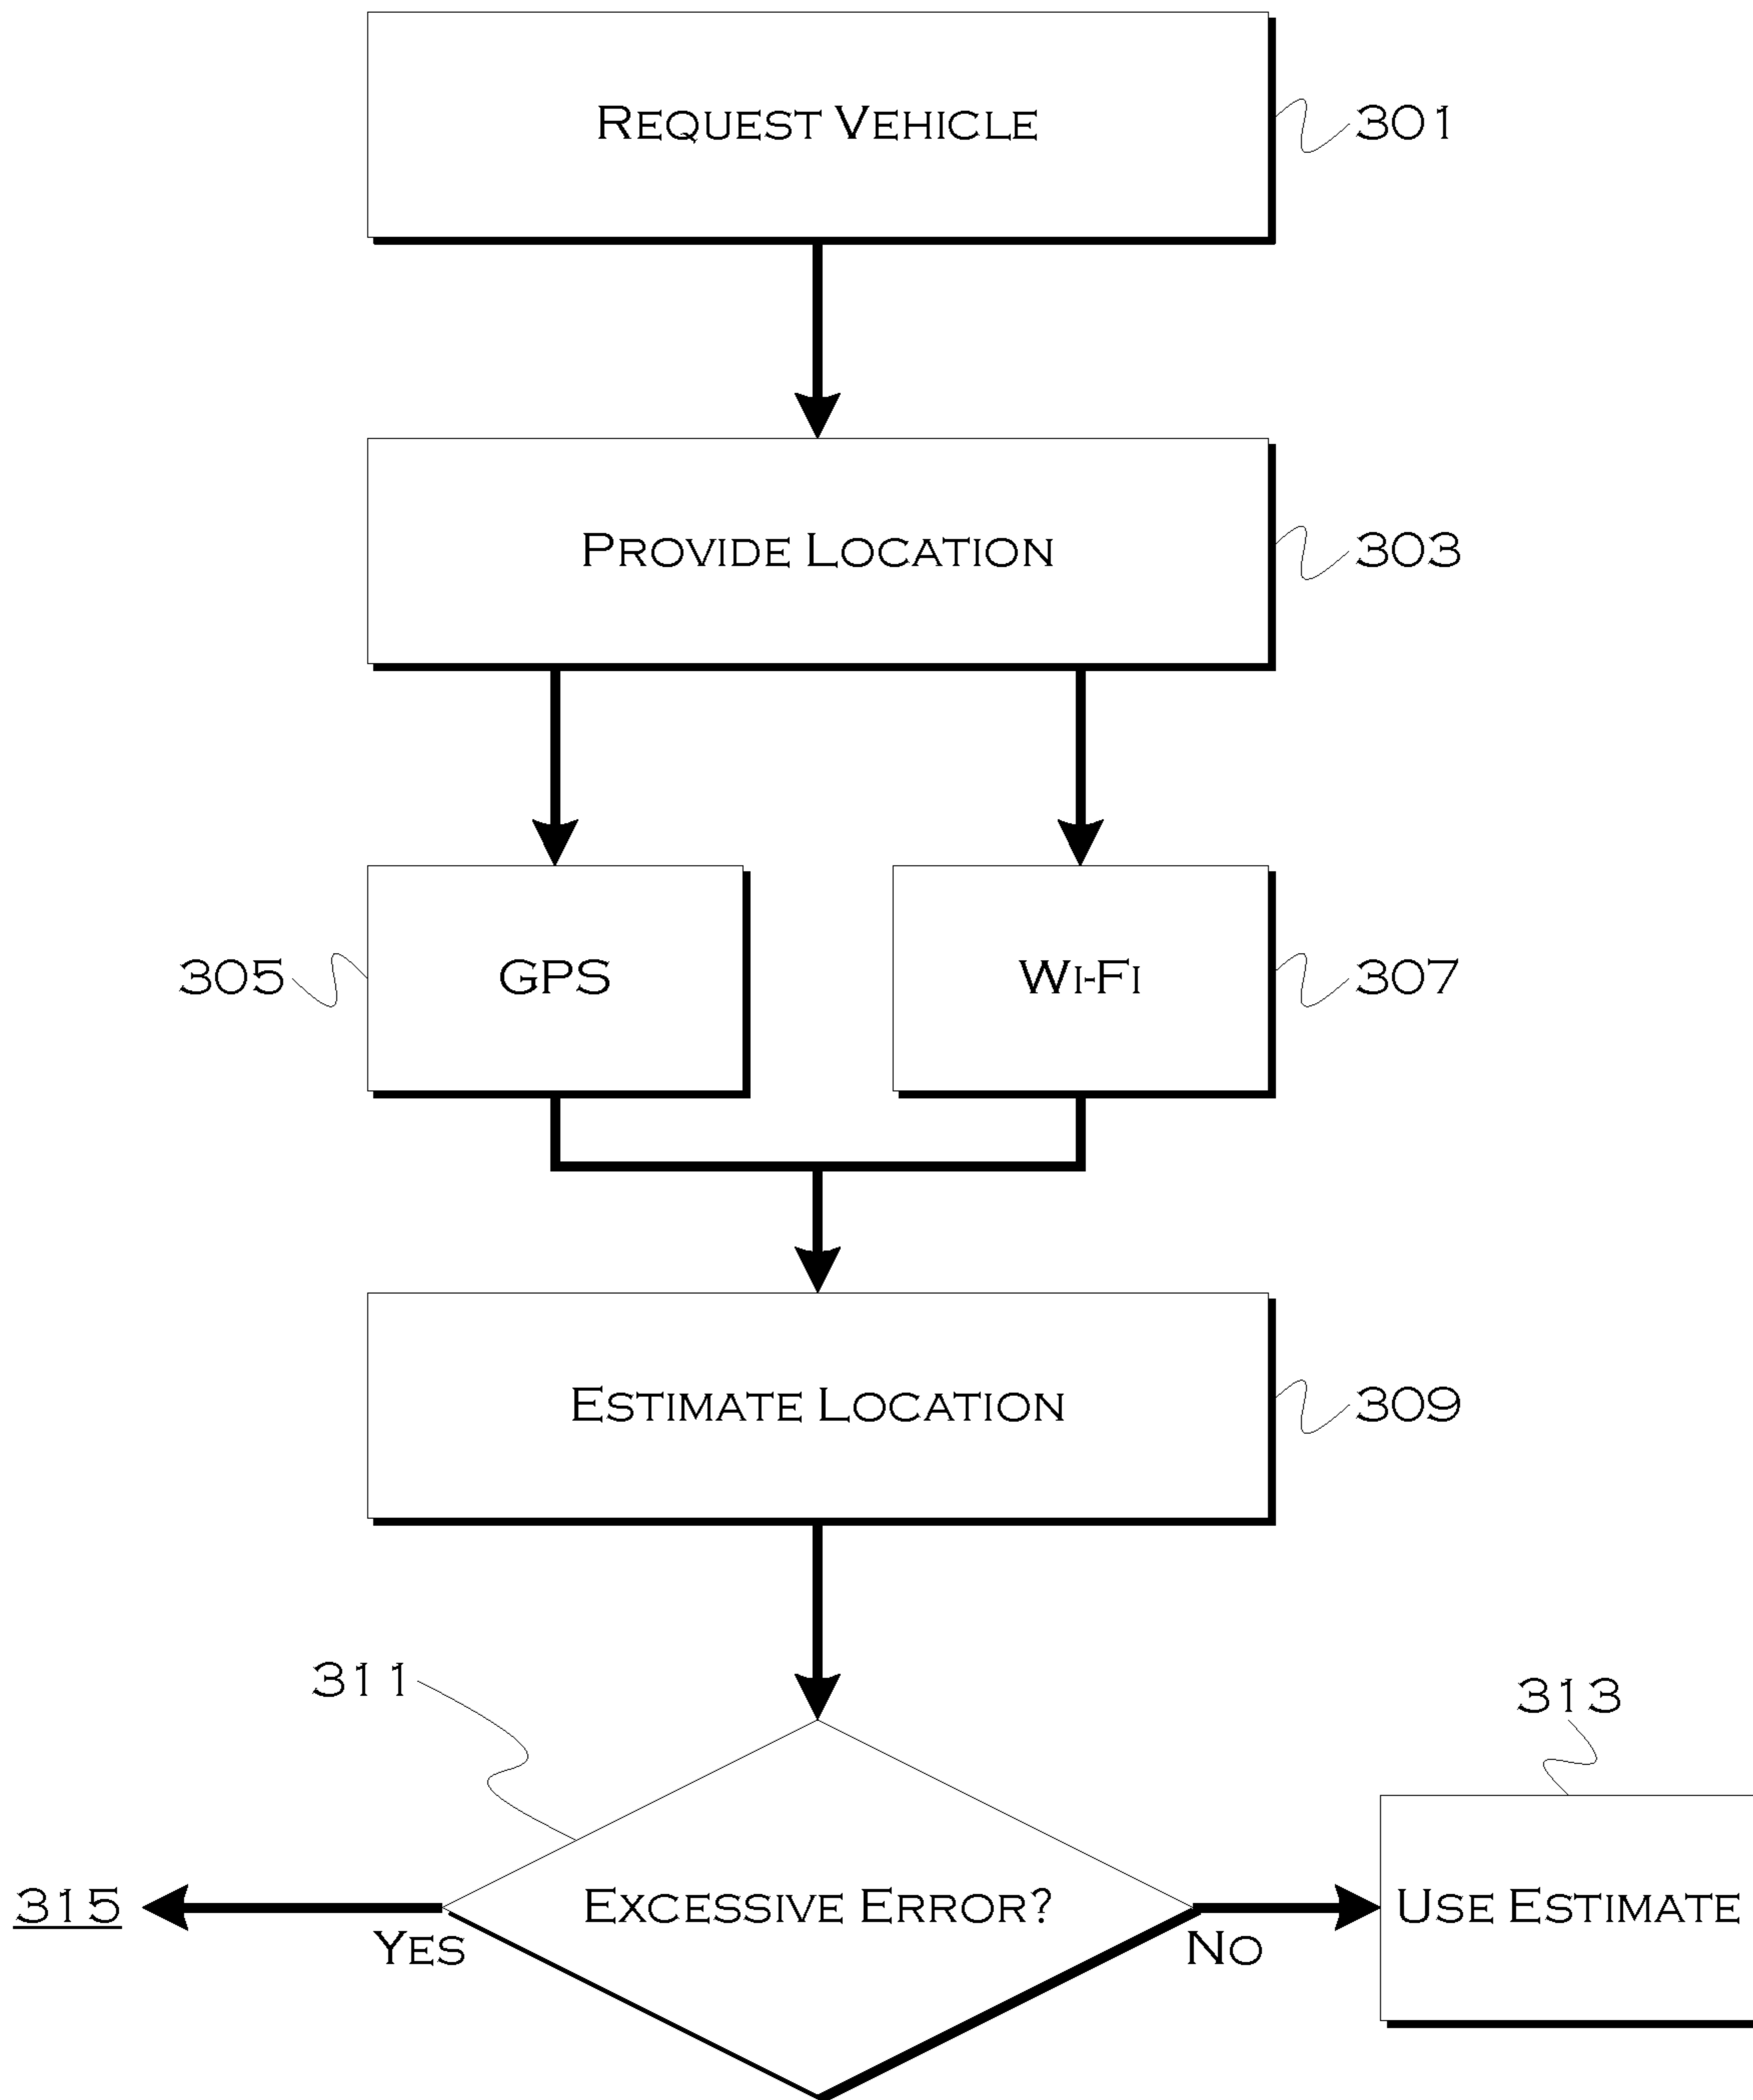 REQUEST VEHICLE
301
PROVIDE LOCATION
303
305
GPS
WI-FI
307
ESTIMATE LOCATION
309
311
313
315
YES
EXCESSIVE ERROR?
NO
USE ESTIMATE